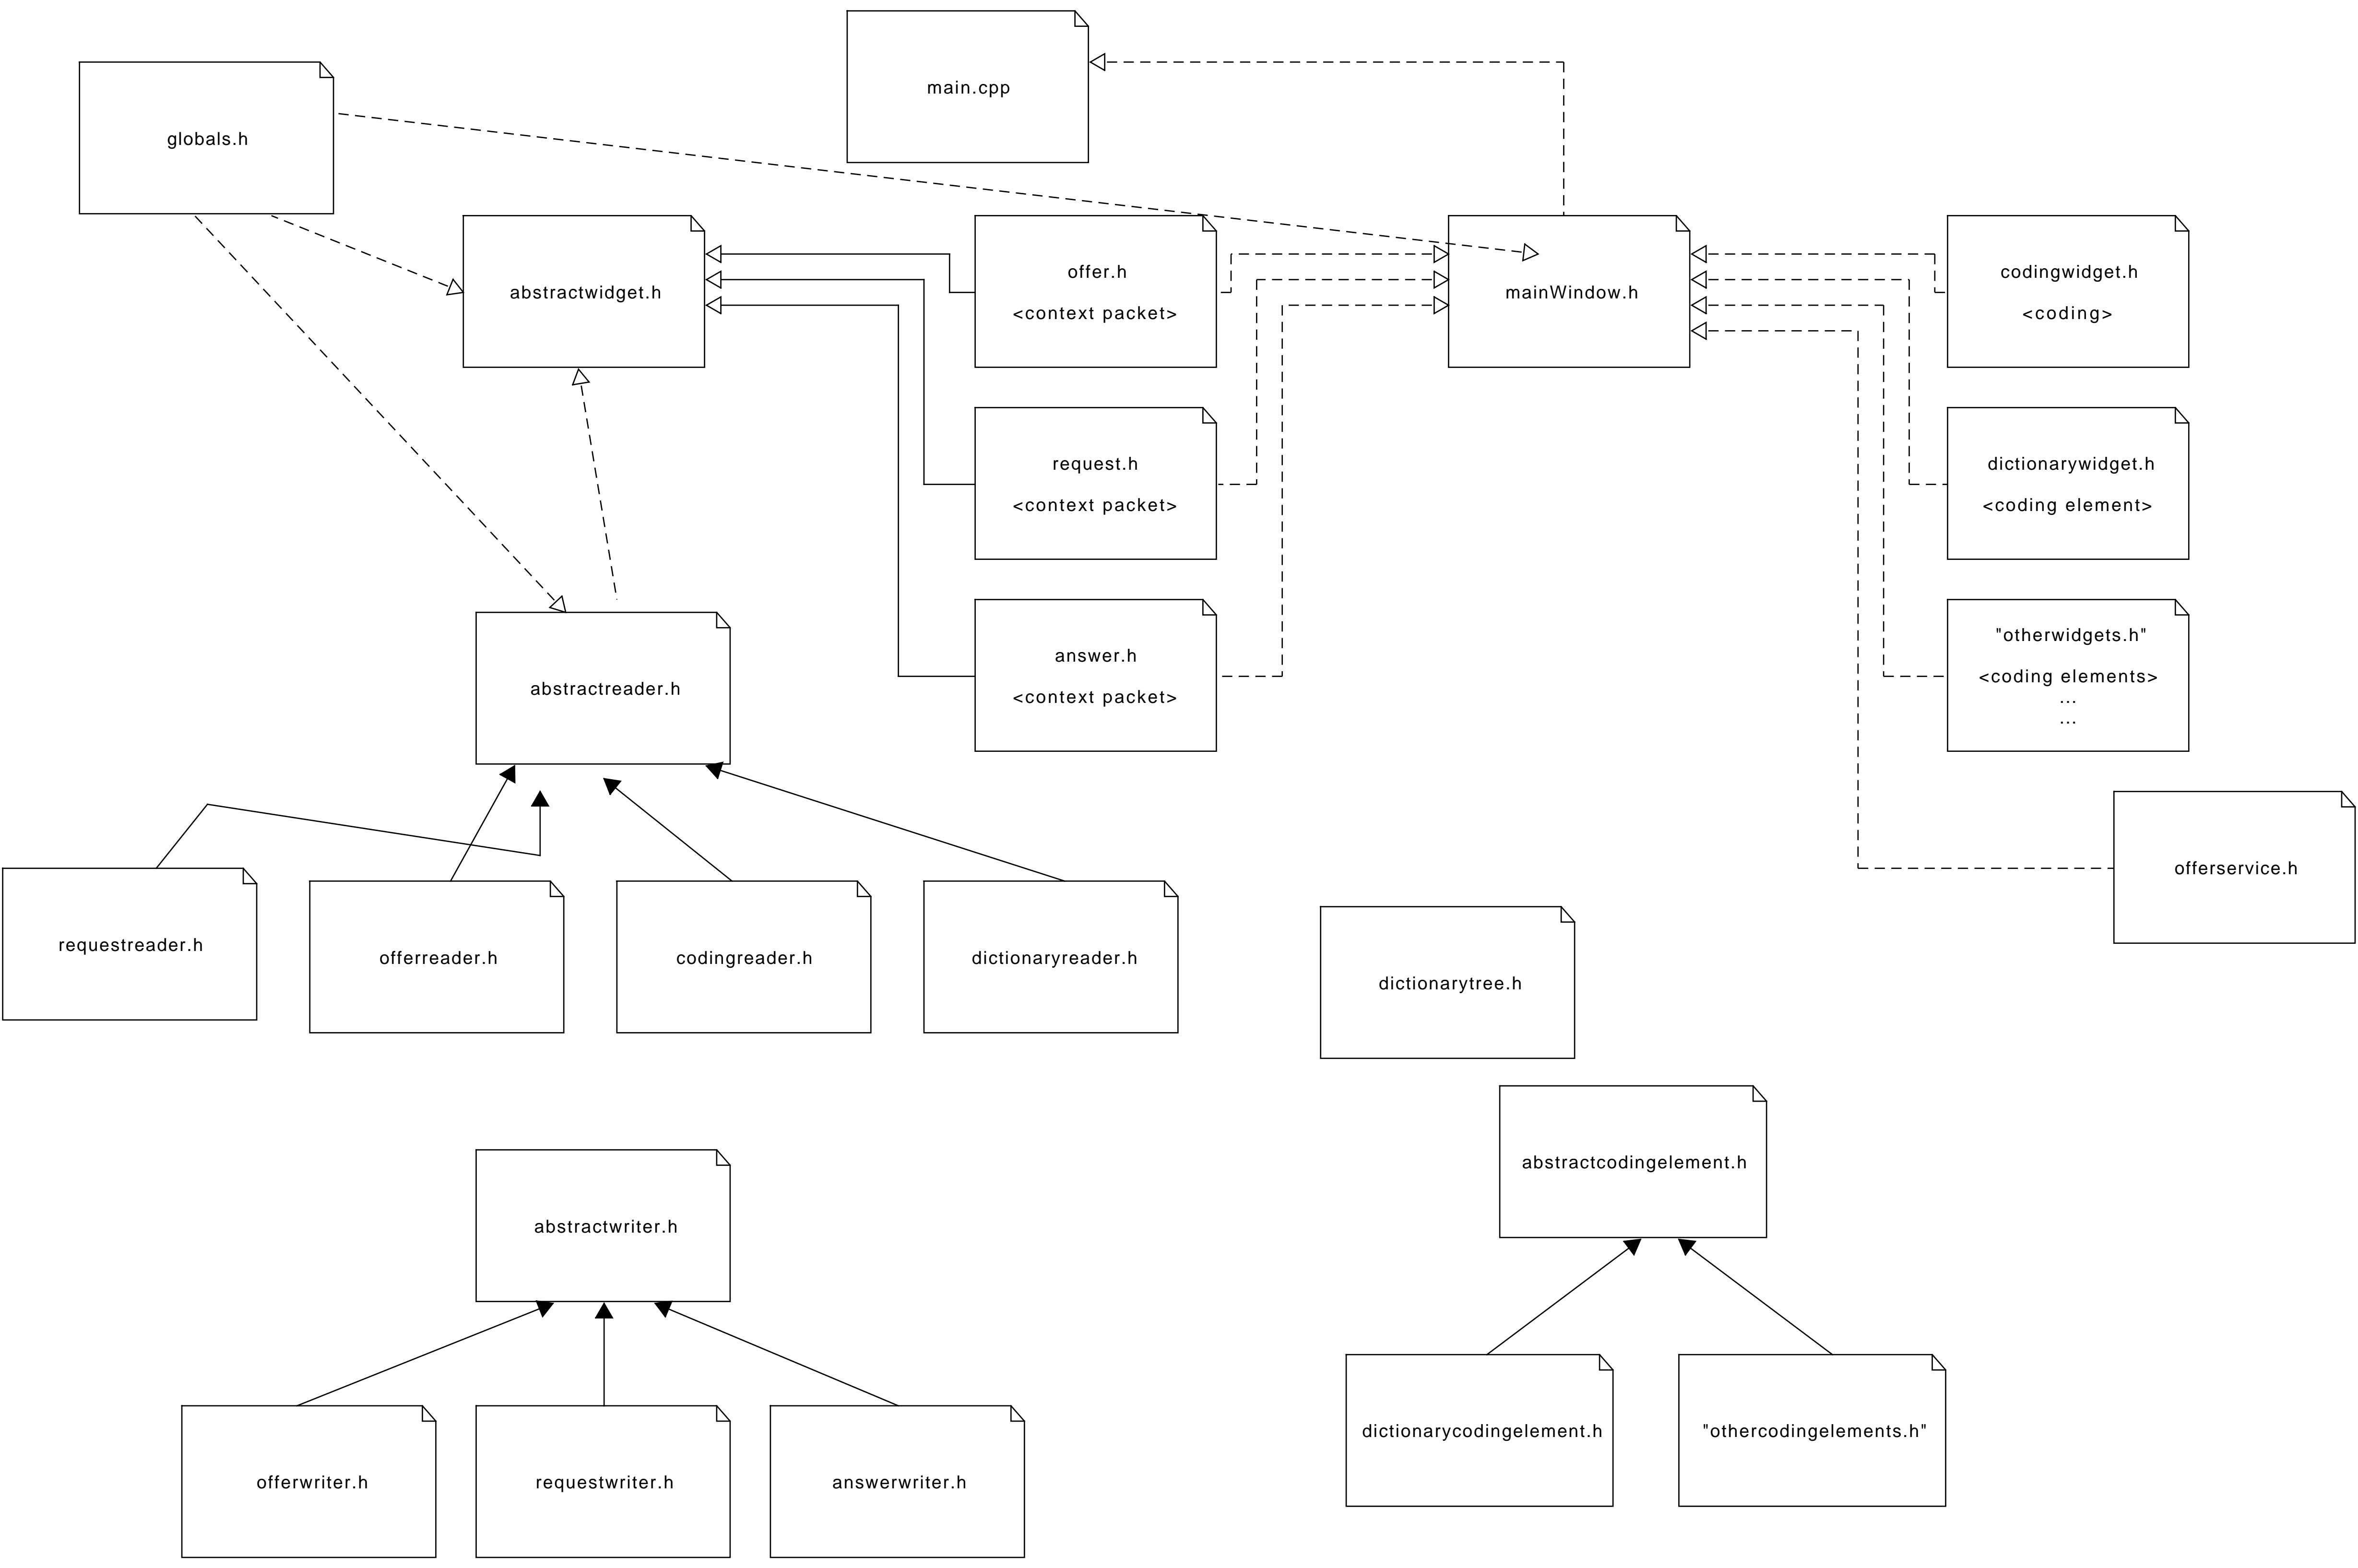 main.cpp
globals.h
abstractwidget.h
offer.h
<context packet>
mainWindow.h
codingwidget.h
<coding>
request.h
<context packet>
dictionarywidget.h
<coding element>
answer.h
<context packet>
"otherwidgets.h"
<coding elements>
...
...
abstractreader.h
offerservice.h
requestreader.h
offerreader.h
codingreader.h
dictionaryreader.h
dictionarytree.h
abstractcodingelement.h
abstractwriter.h
dictionarycodingelement.h
"othercodingelements.h"
offerwriter.h
requestwriter.h
answerwriter.h